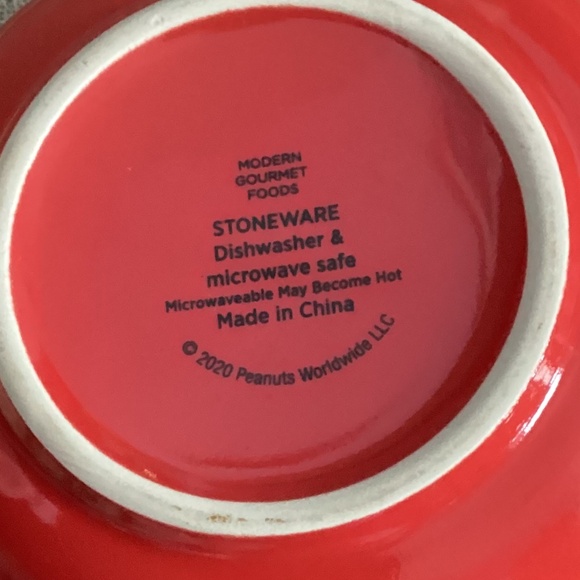 MODERN
GOURMET
FOODS
STONEWARE
Dishwasher &
microwave safe
Microwaveable May Become Hot
Made in China
© 2020 Peanuts Worldwide LLC